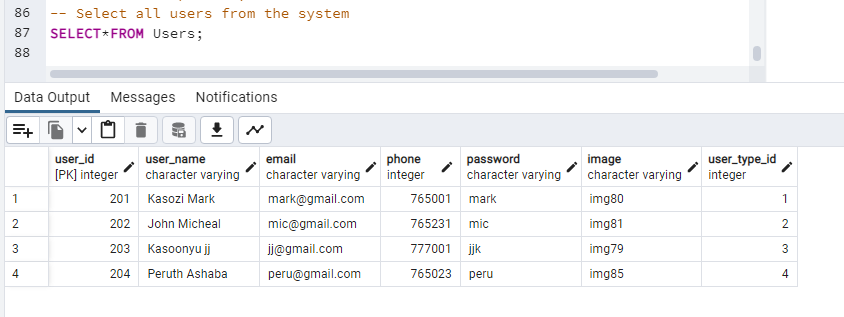 86 -- Select all users from the system
87 SELECT*FROM Users;
88
Data Output Messages Notifications
user_id user_name email phone password image user_type_id
[PK] integer character varying character varying integer character varying character varying integer
1 201 Kasozi Mark mark@gmail.com 765001 mark img80 1
2 202 John Micheal mic@gmail.com 765231 mic img81 2
3 203 Kasoonyu jj jj@gmail.com 777001 jjk img79 3
4 204 Peruth Ashaba peru@gmail.com 765023 peru img85 4